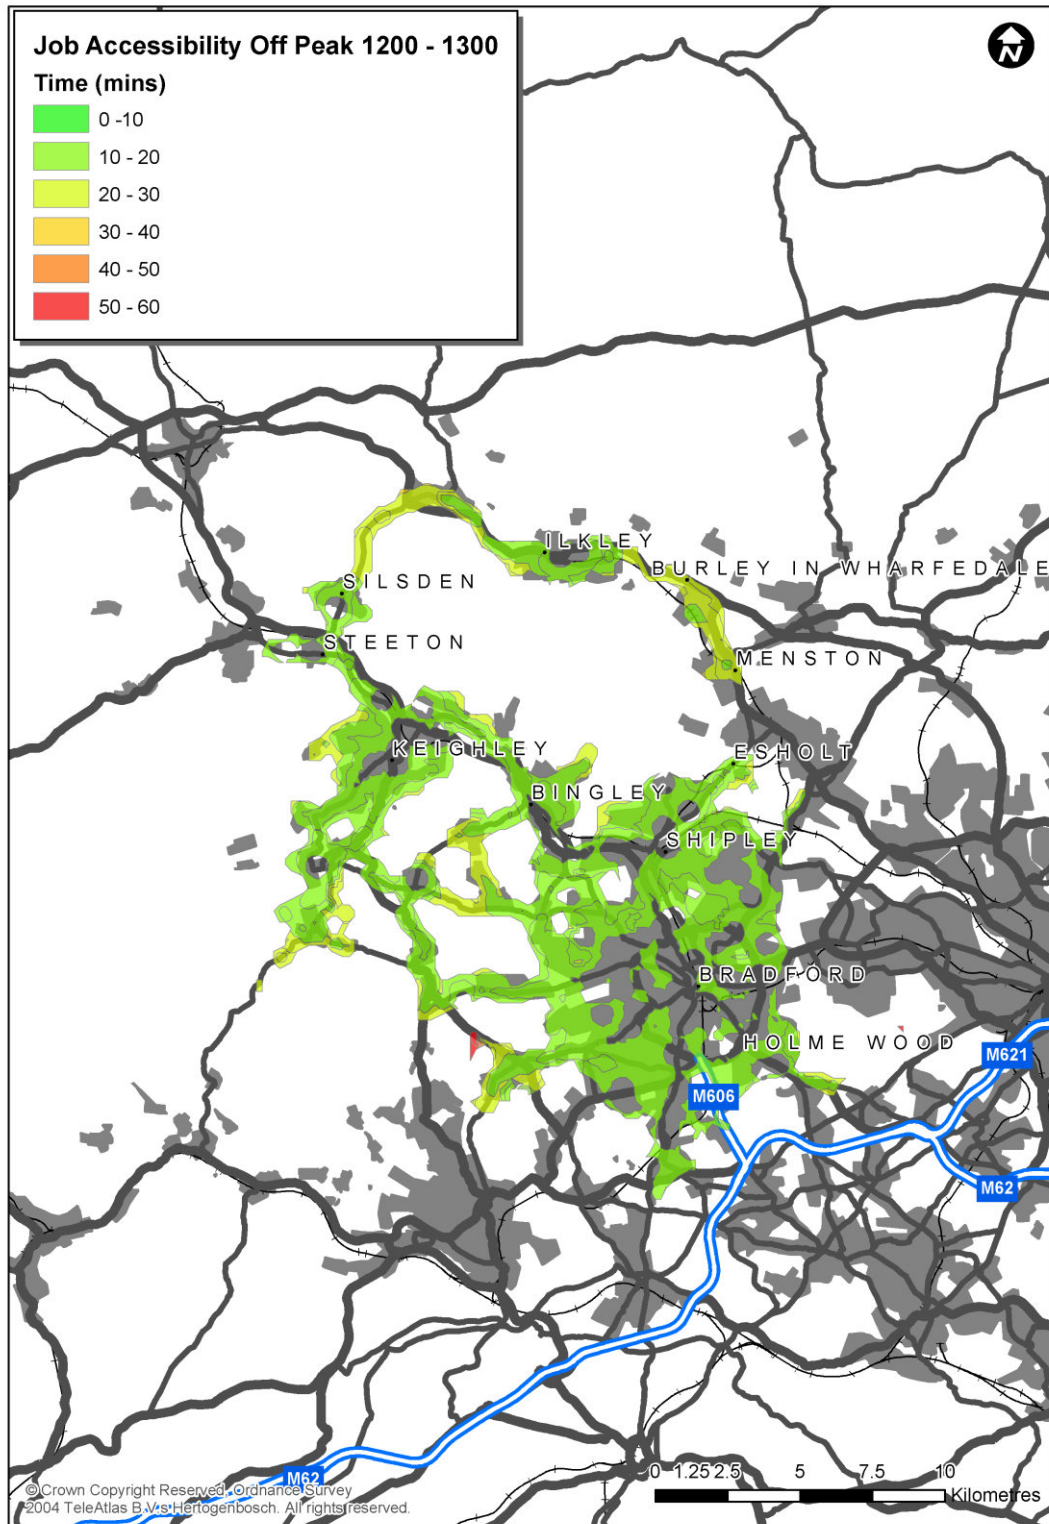 Job Accessibility Off Peak 1200 - 1300
Time (mins)
0 -10
10 - 20
20 - 30
30 - 40
40 - 50
50 - 60
N
ILKLEY
BURLEY IN WHARFEDALE
SILSDEN
STEETON
MENSTON
KEIGHLEY
ESHOLT
BINGLEY
SHIPLEY
BRADFORD
HOLME WOOD
M621
M606
M62
M62
0 1.25 2.5 5 7.5 10
Kilometres
© Crown Copyright Reserved, Ordnance Survey
2004 TeleAtlas B.V.s Hertogenbosch. All rights reserved.